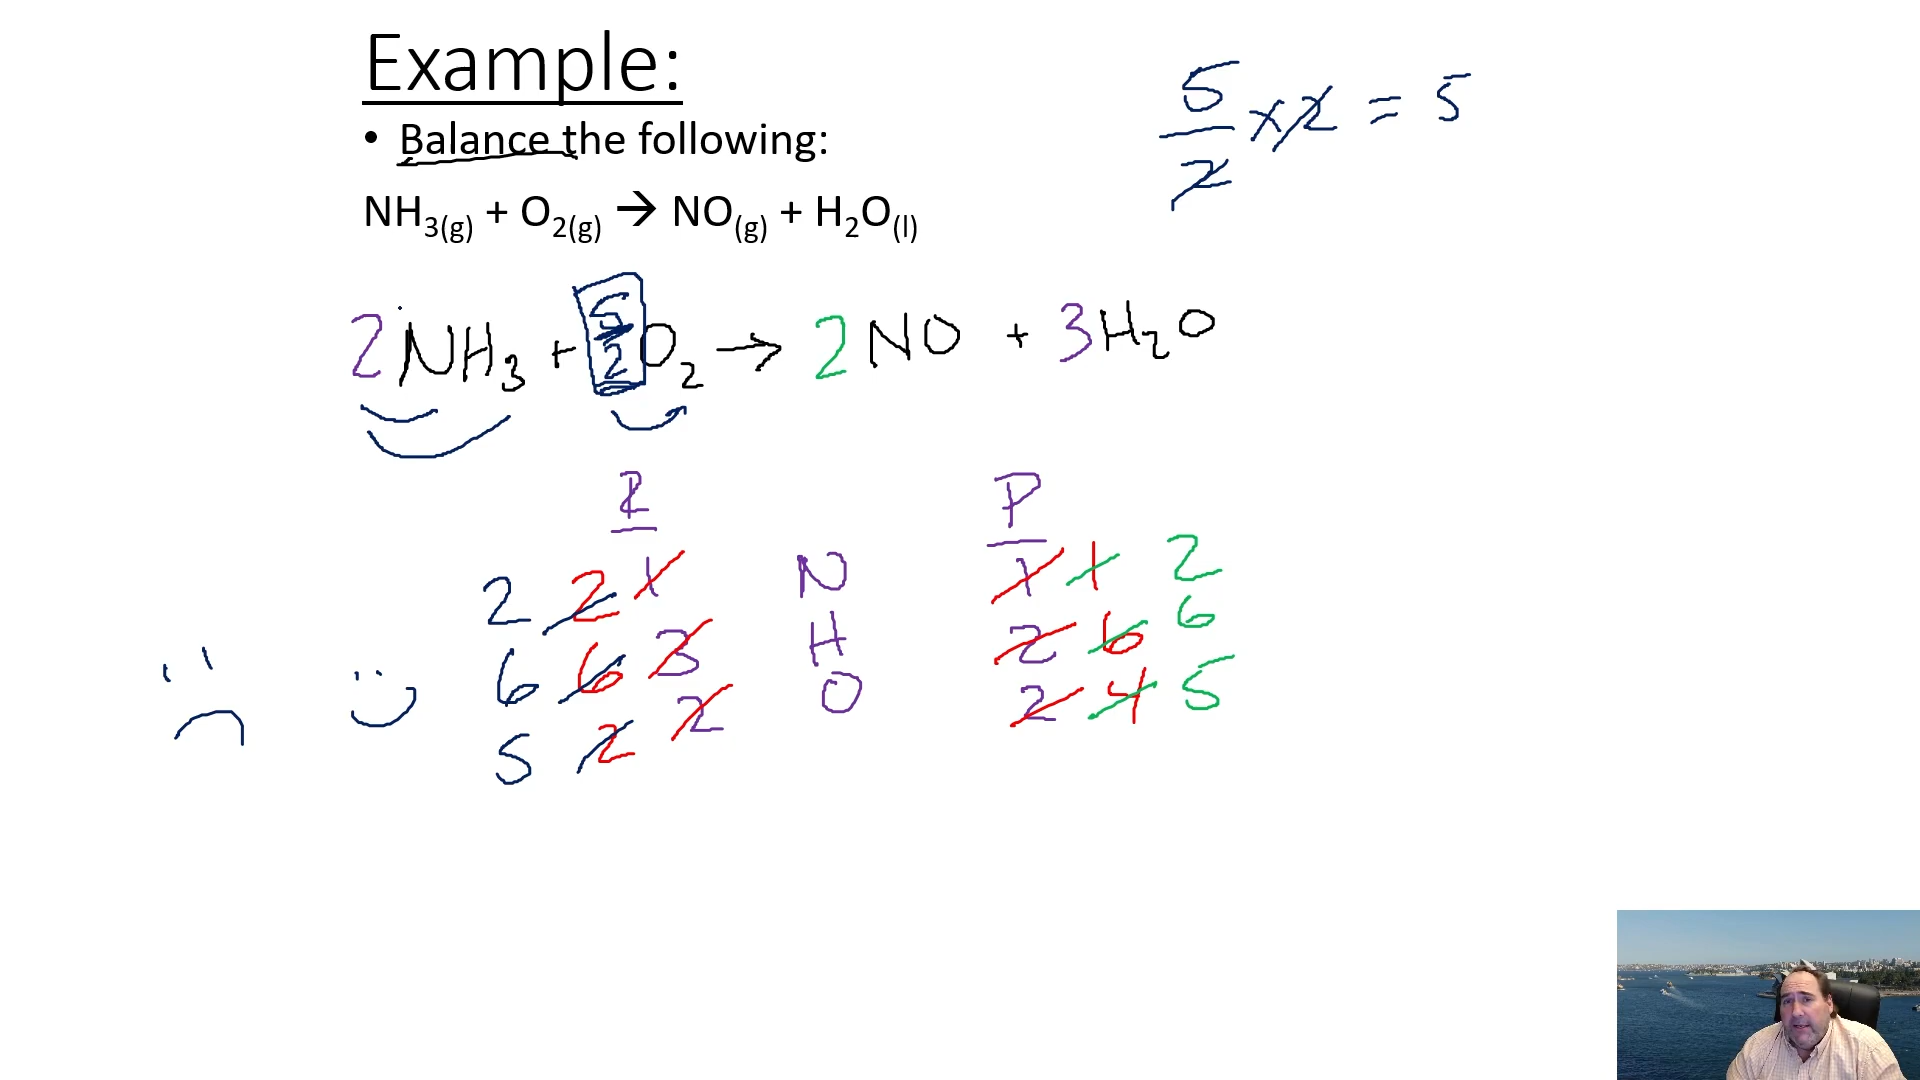 Example:
5/2 x 2 = 5
• Balance the following:
NH3(g) + O2(g) → NO(g) + H2O(l)
2NH3 + 5/2 O2 → 2NO + 3H2O
R P
2 2 1 N 1 1 2
6 6 3 H 2 6 6
5 2 2 O 2 4 5